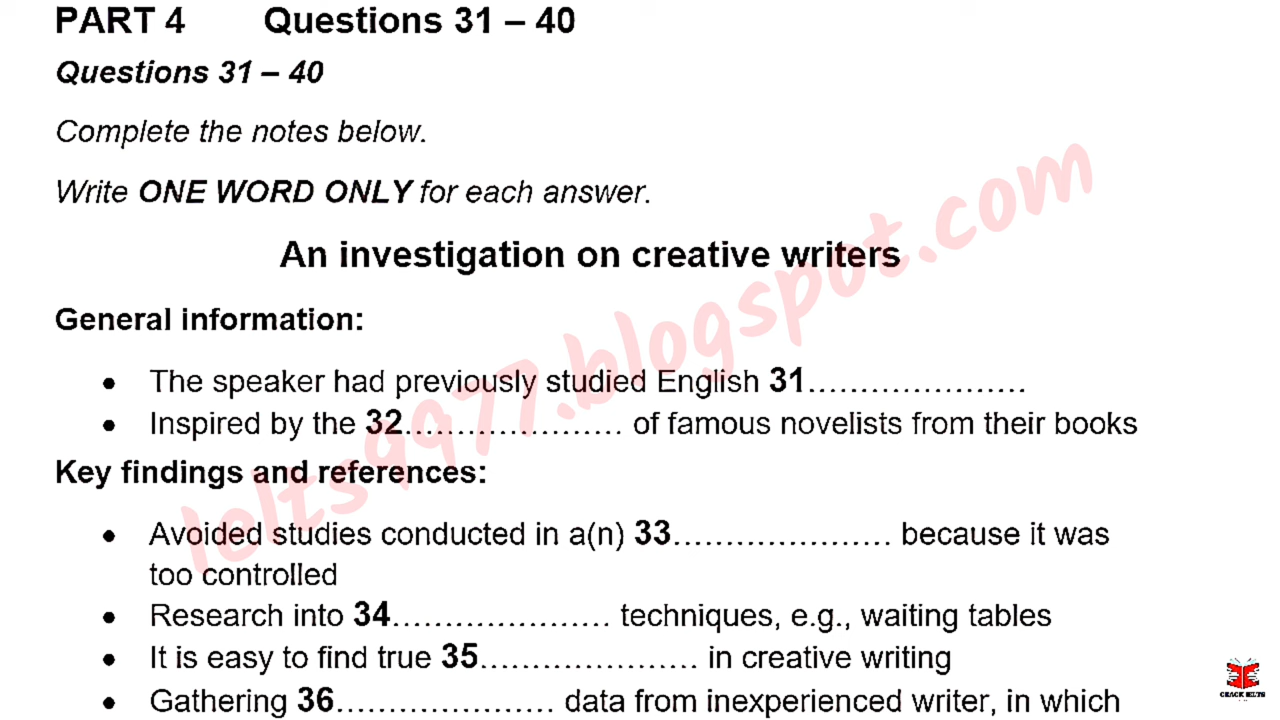 PART 4 Questions 31 – 40
Questions 31 – 40
Complete the notes below.
Write ONE WORD ONLY for each answer.
An investigation on creative writers
General information:
• The speaker had previously studied English 31.....................
• Inspired by the 32..................... of famous novelists from their books
Key findings and references:
• Avoided studies conducted in a(n) 33..................... because it was
too controlled
• Research into 34..................... techniques, e.g., waiting tables
• It is easy to find true 35..................... in creative writing
• Gathering 36..................... data from inexperienced writer, in which
Ielts9977.blogspot.com
CRACK IELTS